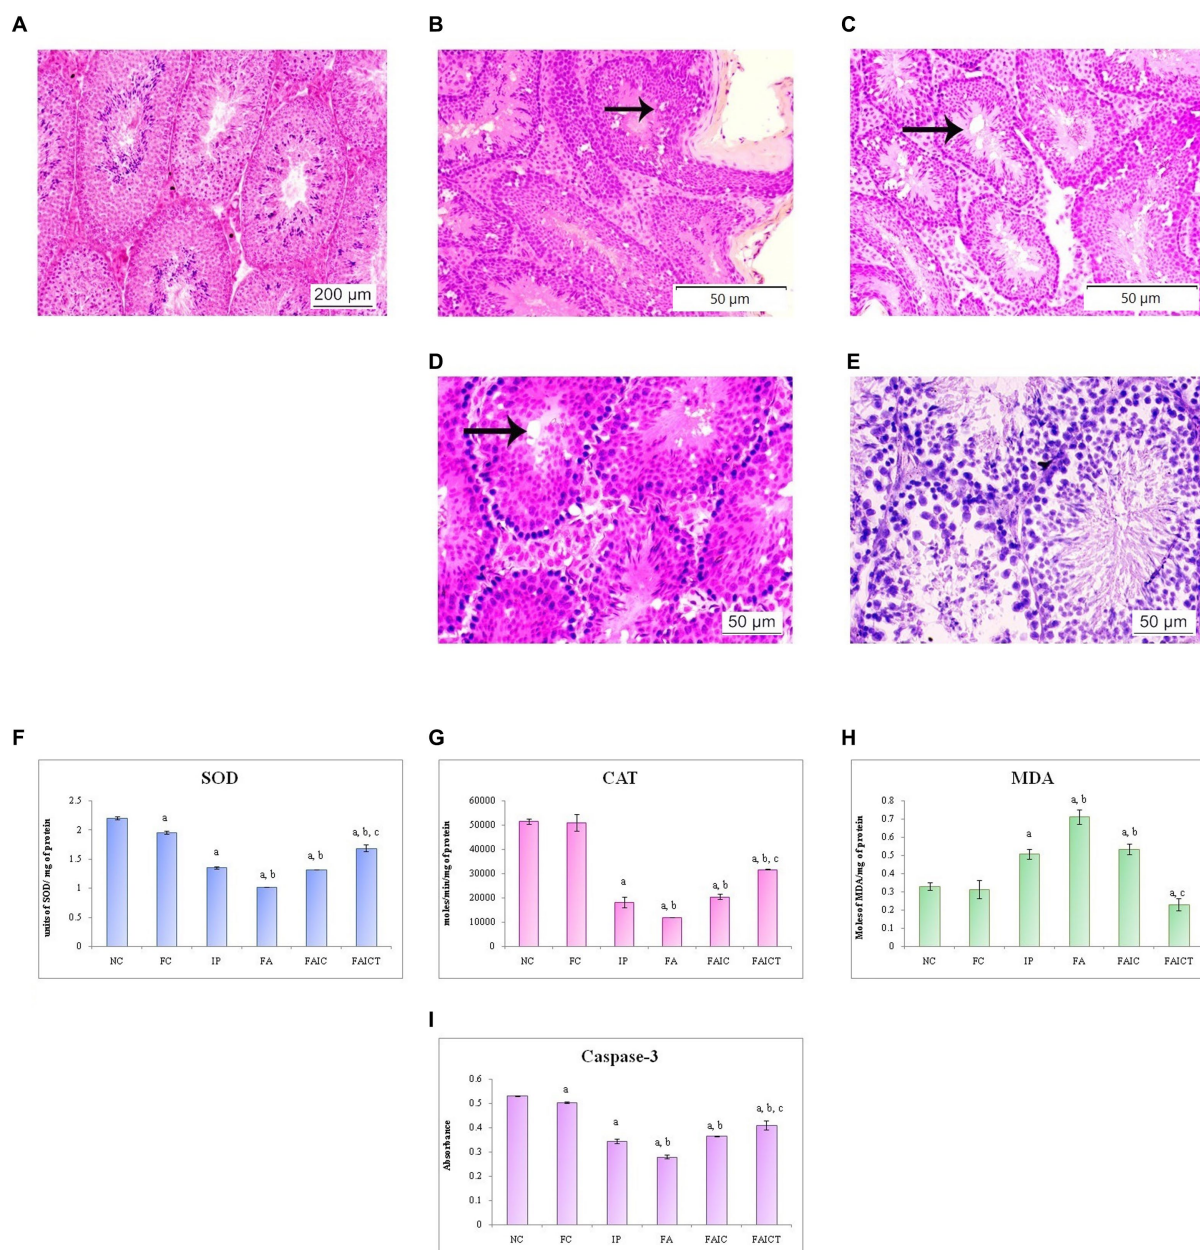 A
B
C
200 µm
50 µm
50 µm
D
E
50 µm
50 µm
F
G
H
SOD
units of SOD/ mg of protein
2.5
2
1.5
1
0.5
0
a
a
a, b
a, b
a, b, c
NC FC IP FA FAIC FAICT
CAT
moles/min/mg of protein
60000
50000
40000
30000
20000
10000
0
a
a, b
a, b
a, b, c
NC FC IP FA FAIC FAICT
MDA
Moles of MDA/mg of protein
0.8
0.7
0.6
0.5
0.4
0.3
0.2
0.1
0
a
a, b
a, b
a, c
NC FC IP FA FAIC FAICT
I
Caspase-3
Absorbance
0.6
0.5
0.4
0.3
0.2
0.1
0
a
a
a, b
a, b
a, b, c
NC FC IP FA FAIC FAICT